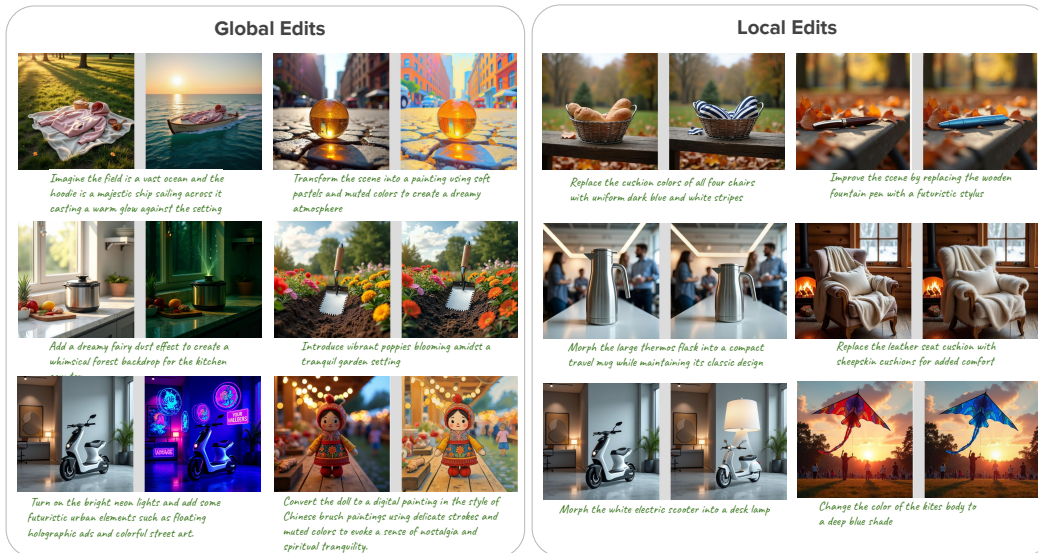 Global Edits
Imagine the field is a vast ocean and the
hoodie is a majestic ship sailing across it
casting a warm glow against the setting
Transform the scene into a painting using soft
pastels and muted colors to create a dreamy
atmosphere
Add a dreamy fairy dust effect to create a
whimsical forest backdrop for the kitchen
Introduce vibrant poppies blooming amidst a
tranquil garden setting
YOUR
Turn on the bright neon lights and add some
futuristic urban elements such as floating
holographic ads and colorful street art.
Convert the doll to a digital painting in the style of
Chinese brush paintings using delicate strokes and
muted colors to evoke a sense of nostalgia and
spiritual tranquility.
Local Edits
Replace the cushion colors of all four chairs
with uniform dark blue and white stripes
Improve the scene by replacing the wooden
fountain pen with a futuristic stylus
Morph the large thermos flask into a compact
travel mug while maintaining its classic design
Replace the leather seat cushion with
sheepskin cushions for added comfort
Morph the white electric scooter into a desk lamp
Change the color of the kites body to
a deep blue shade